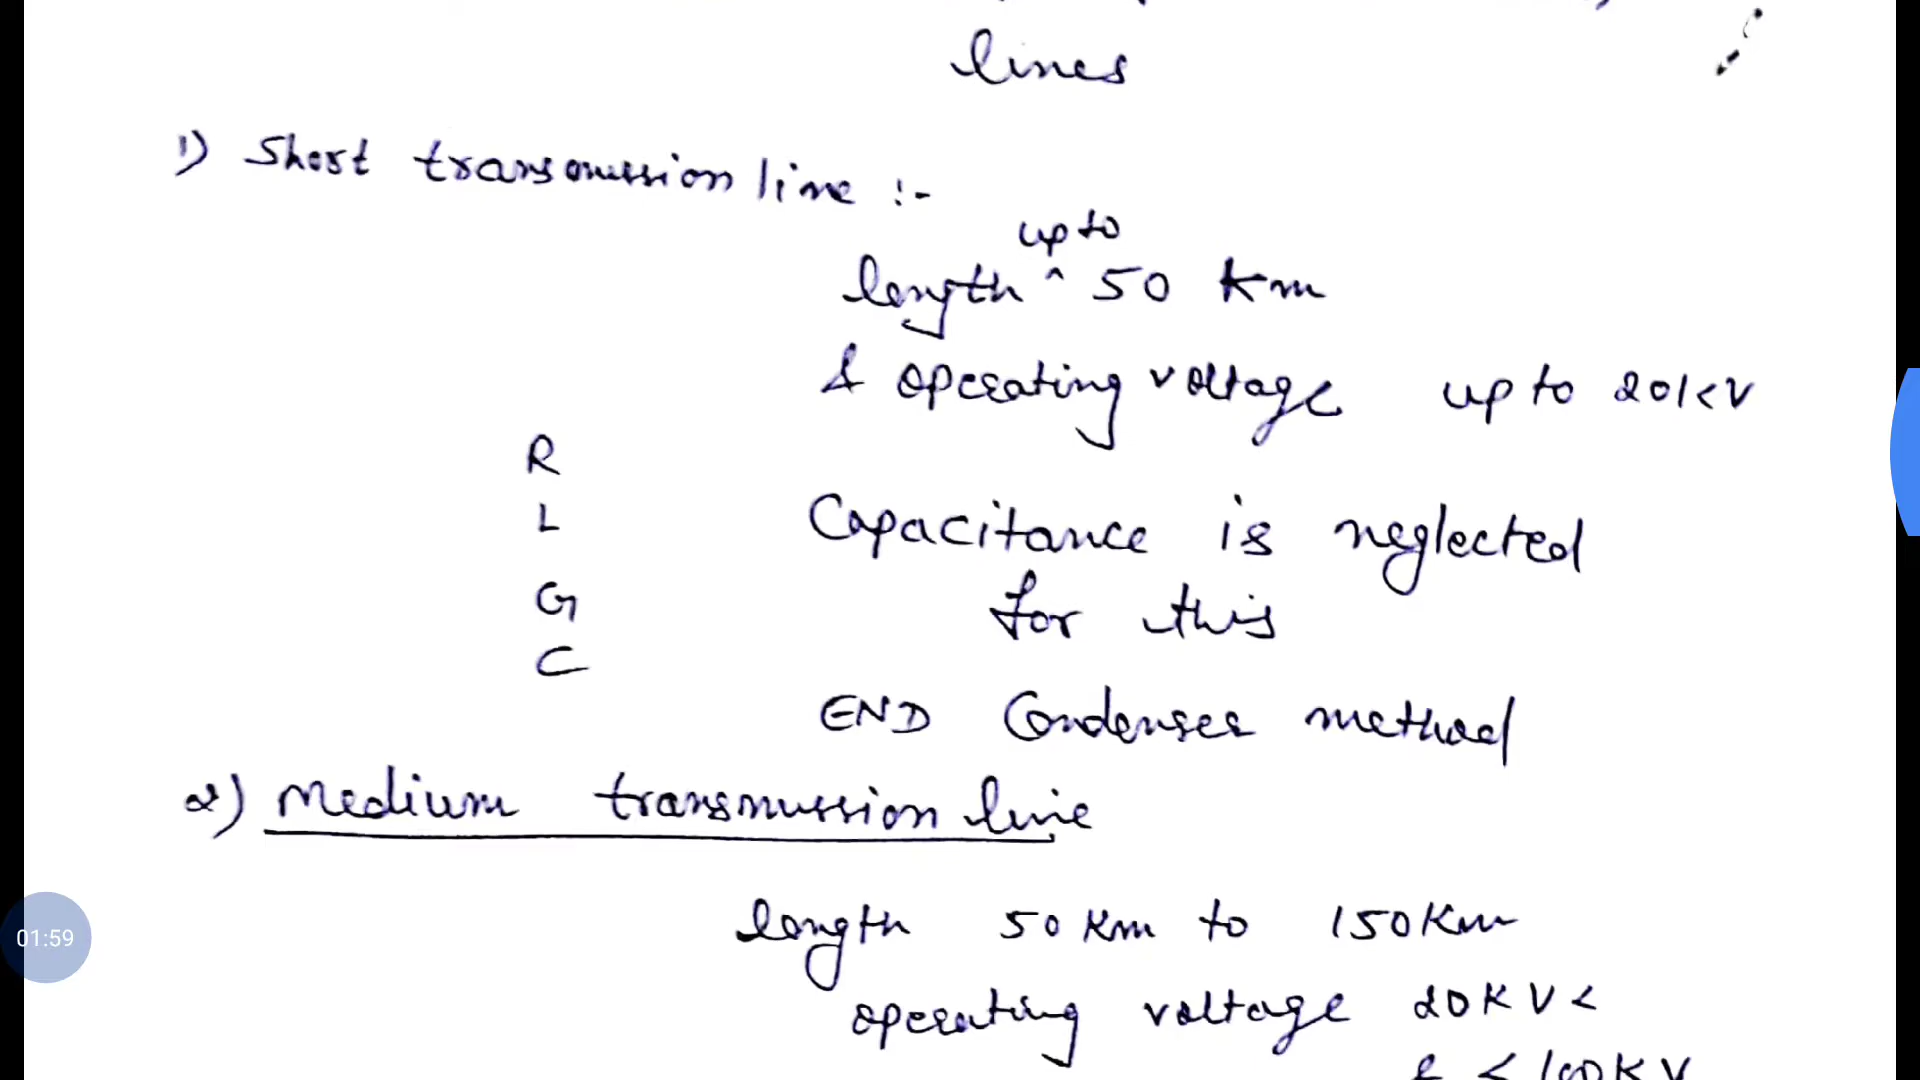 lines
1) Short transmission line :-
up to
length ^ 50 Km
& operating voltage up to 20KV
R
L
G
C
Capacitance is neglected
for this
END Condenser method
2) Medium transmission line
length 50 Km to 150 Km
operating voltage 20KV <
& < 100KV
01:59